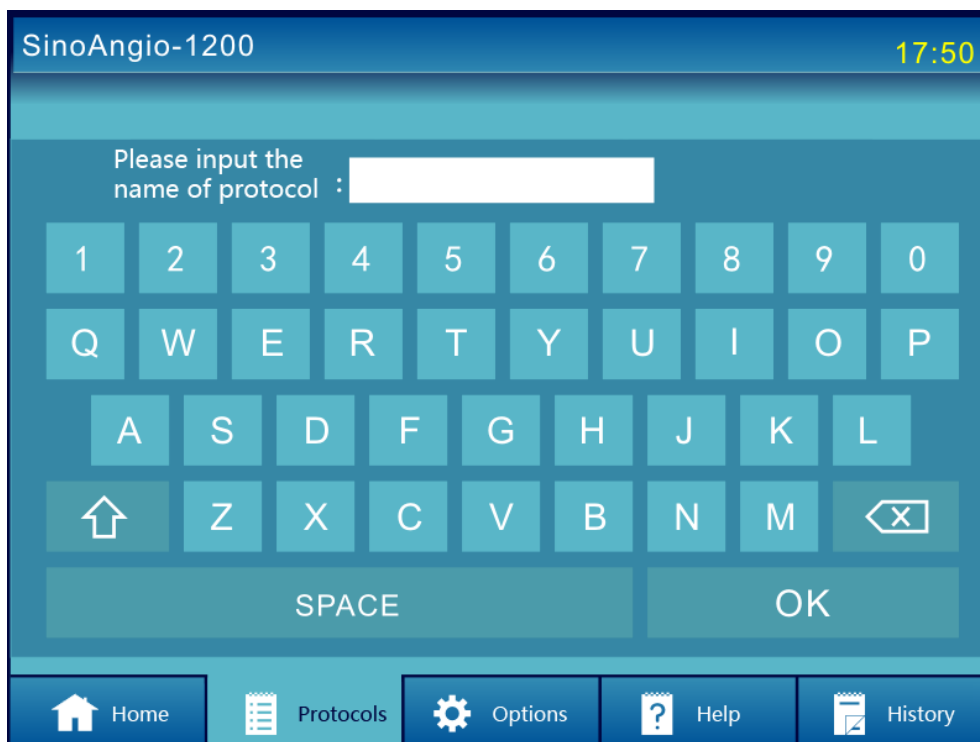 SinoAngio-1200
17:50
Please input the
name of protocol :
1 2 3 4 5 6 7 8 9 0
Q W E R T Y U I O P
A S D F G H J K L
Z X C V B N M
SPACE OK
Home Protocols Options ? Help History